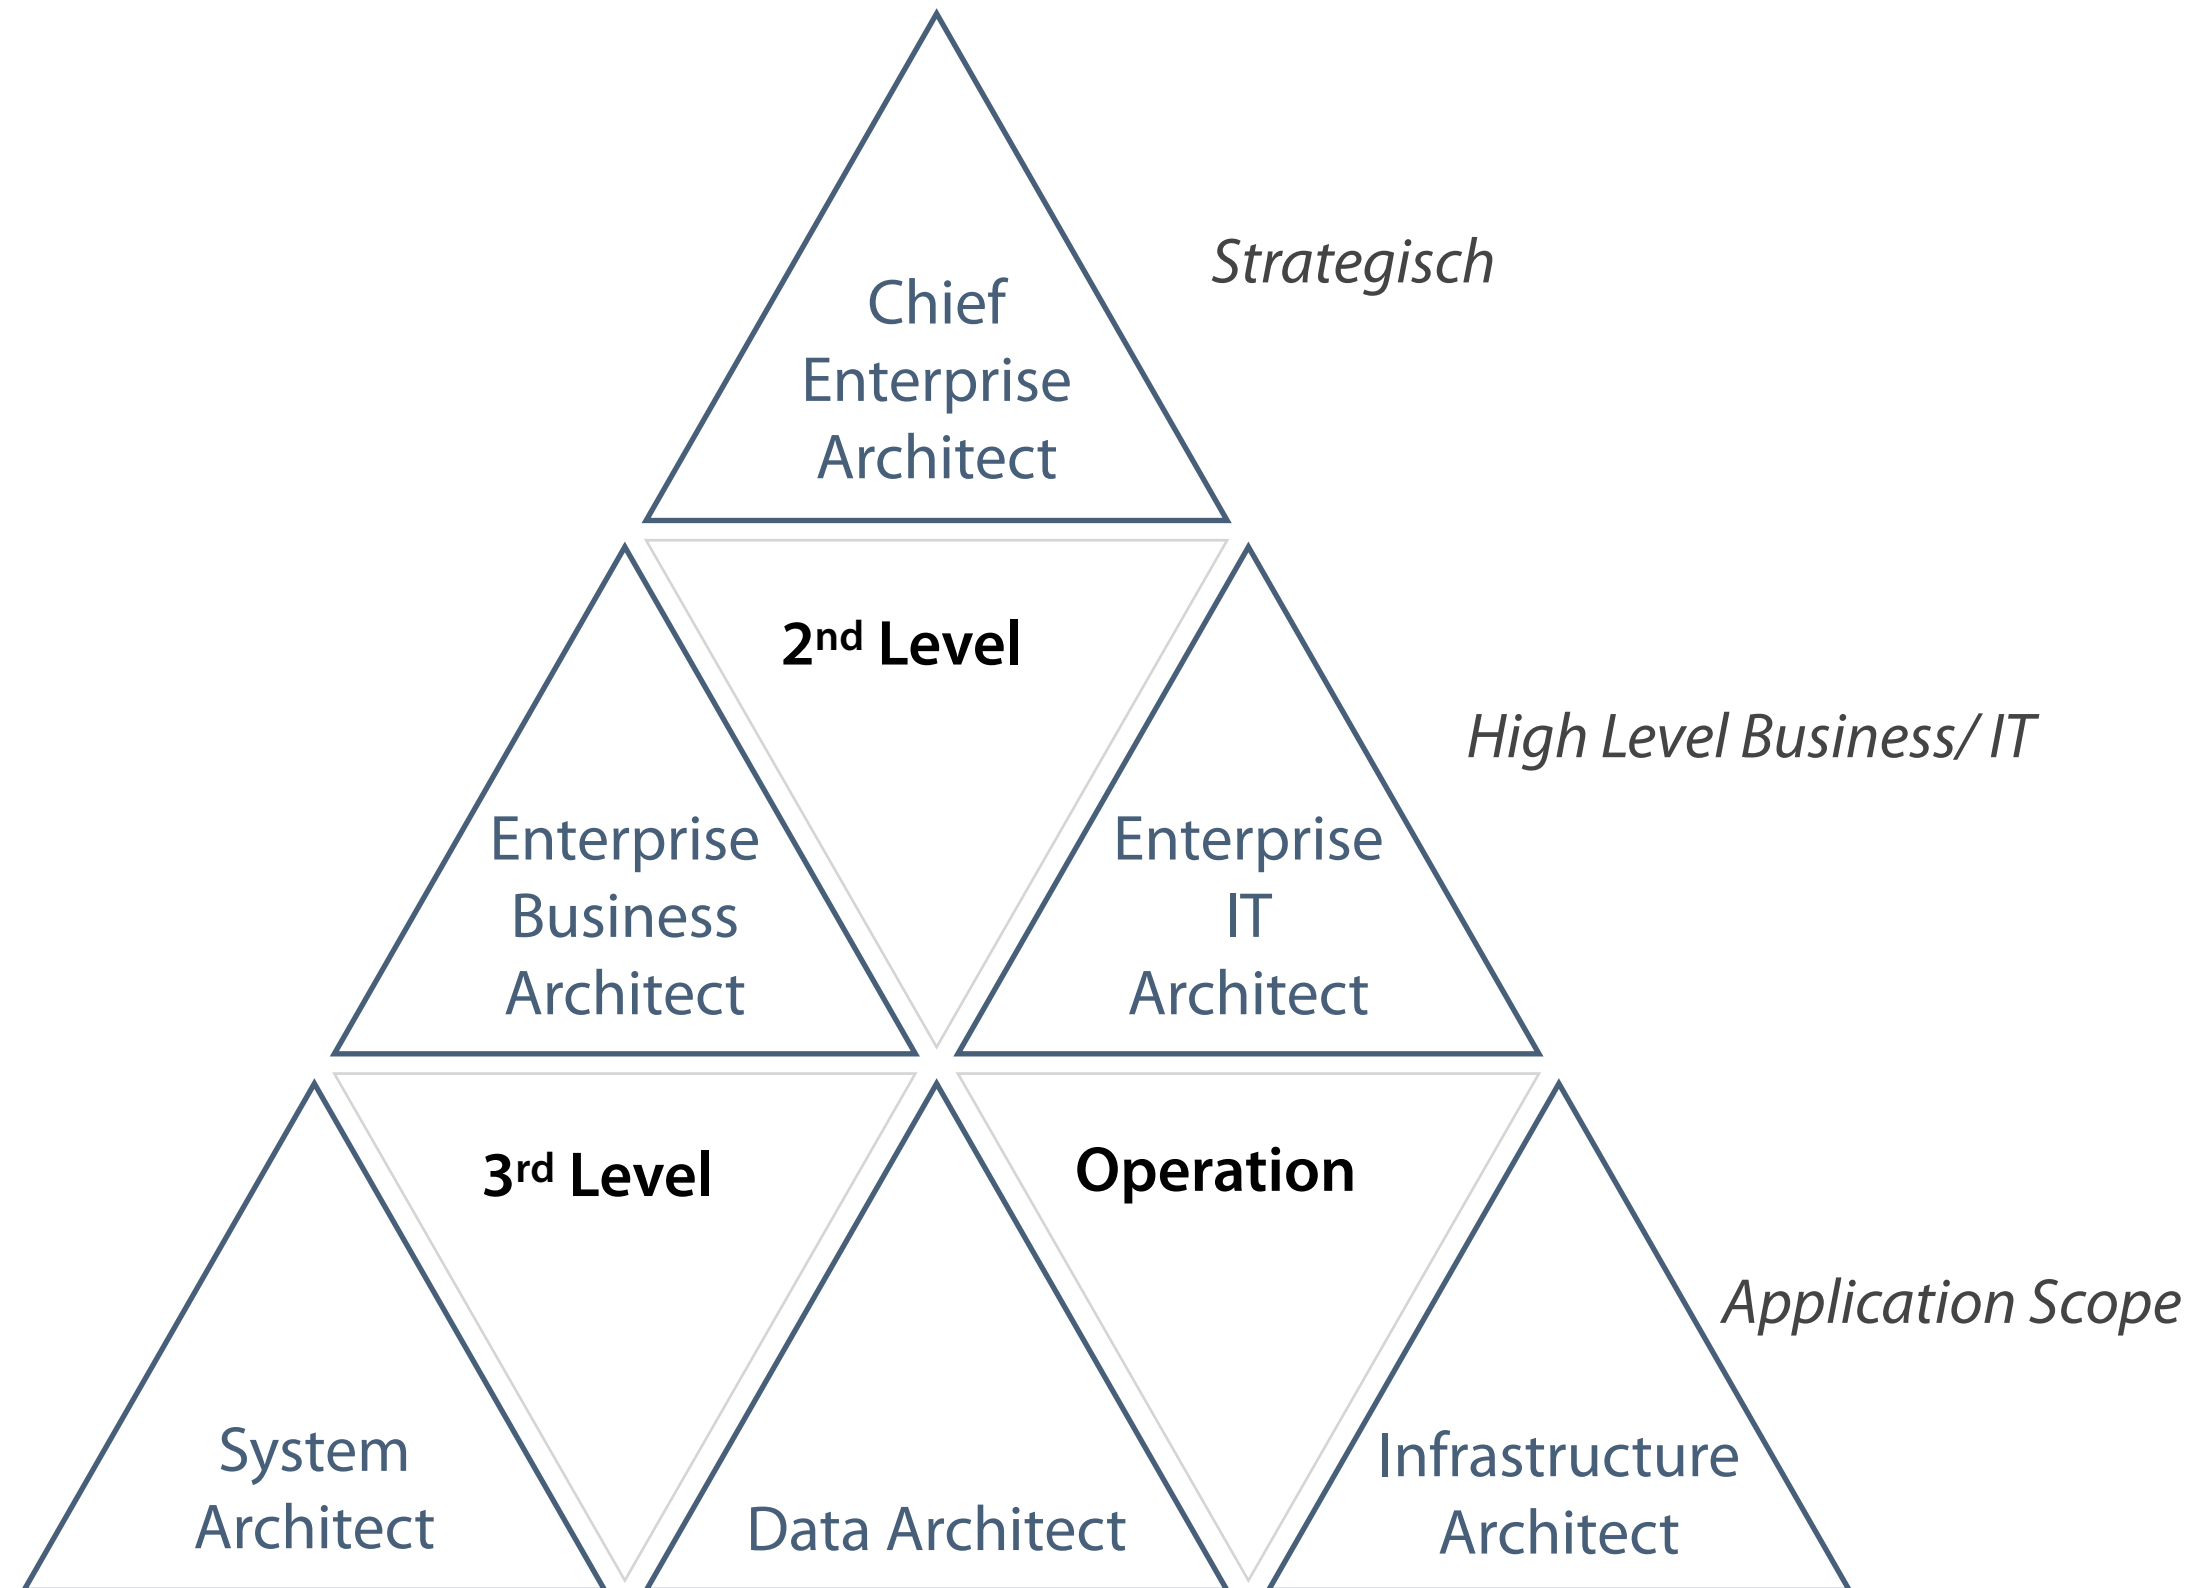 Strategisch
Chief
Enterprise
Architect
2nd Level
High Level Business/ IT
Enterprise
Business
Architect
Enterprise
IT
Architect
3rd Level
Operation
Application Scope
System
Architect
Data Architect
Infrastructure
Architect